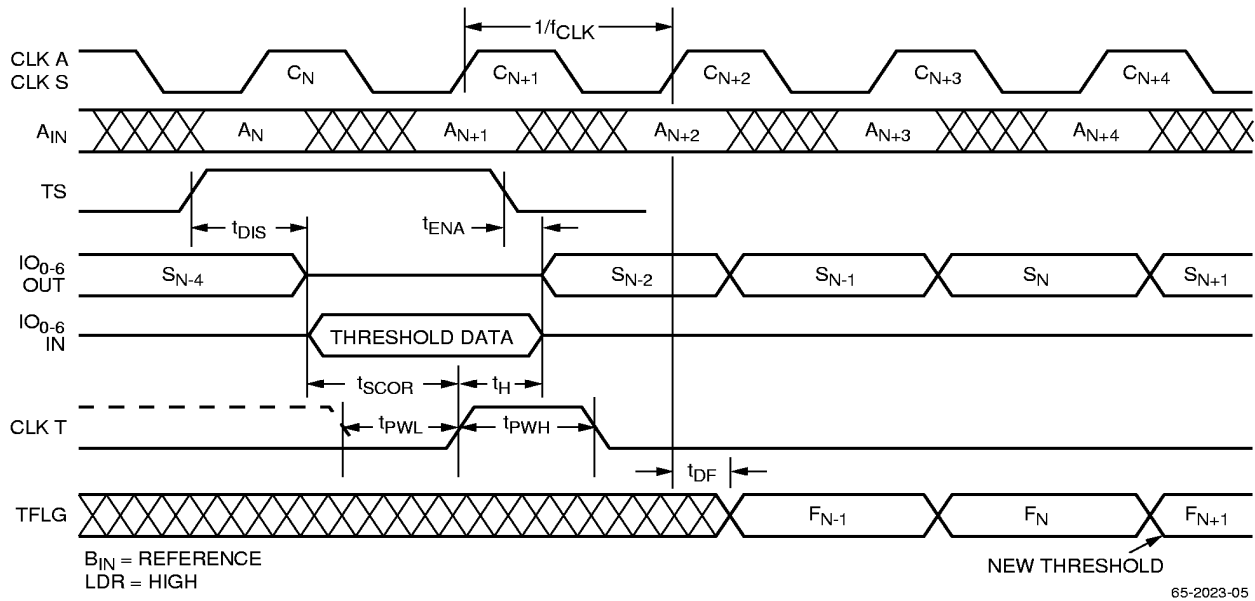 1/fCLK
CLK A
CLK S
CN CN+1 CN+2 CN+3 CN+4
AIN AN AN+1 AN+2 AN+3 AN+4
TS
tDIS tENA
IO0-6
OUT
SN-4 SN-2 SN-1 SN SN+1
IO0-6
IN
THRESHOLD DATA
tSCOR tH
CLK T tPWL tPWH
tDF
TFLG FN-1 FN FN+1
BIN = REFERENCE
LDR = HIGH
NEW THRESHOLD
65-2023-05